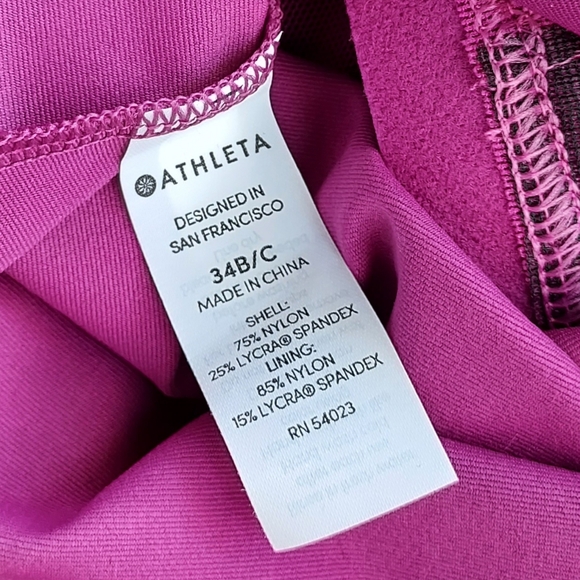 ATHLETA
DESIGNED IN
SAN FRANCISCO
34B/C
MADE IN CHINA
SHELL:
75% NYLON
25% LYCRA® SPANDEX
LINING:
85% NYLON
15% LYCRA® SPANDEX
RN 54023